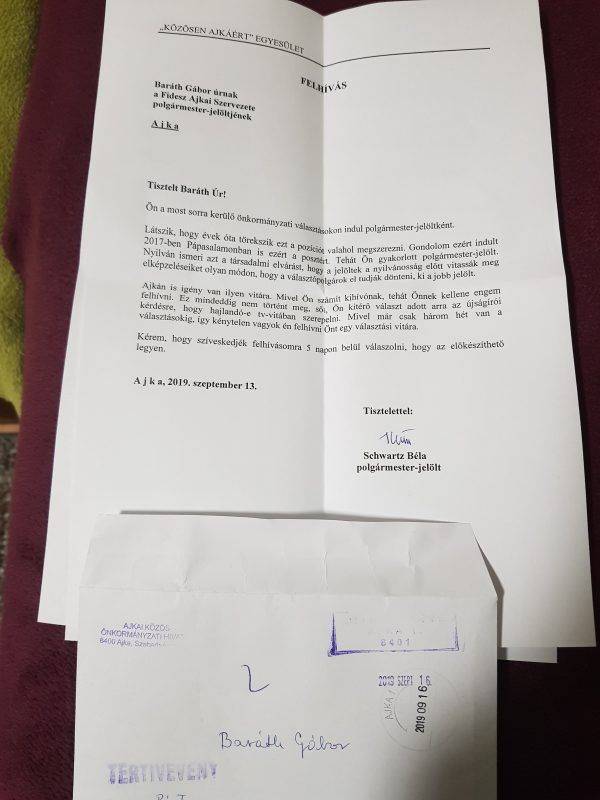 „KÖZÖSEN AJKÁÉRT” EGYESÜLET
FELHÍVÁS
Baráth Gábor úrnak
a Fidesz Ajkai Szervezete
polgármester-jelöltjének
A j k a
Tisztelt Baráth Úr!
Ön a most sorra kerülő önkormányzati választásokon indul polgármester-jelöltként.
Látszik, hogy évek óta törekszik ezt a pozíciót valahol megszerezni. Gondolom ezért indult
2017-ben Pápasalamonban is ezért a posztért. Tehát Ön gyakorlott polgármester-jelölt.
Nyilván ismeri azt a társadalmi elvárást, hogy a jelöltek a nyilvánosság előtt vitassák meg
elképzeléseiket olyan módon, hogy a választópolgárok el tudják dönteni, ki a jobb jelölt.
Ajkán is igény van ilyen vitára. Mivel Ön számít kihívónak, tehát Önnek kellene engem
felhívni. Ez mindeddig nem történt meg, sőt, Ön kitérő választ adott arra az újságírói
kérdésre, hogy hajlandó-e tv-vitában szerepelni. Mivel már csak három hét van a
választásokig, így kénytelen vagyok én felhívni Önt egy választási vitára.
Kérem, hogy szíveskedjék felhívásomra 5 napon belül válaszolni, hogy az előkészíthető
legyen.
A j k a, 2019. szeptember 13.
Tisztelettel:
Schwartz Béla
polgármester-jelölt
AJKAI KÖZÖS
ÖNKORMÁNYZATI HIVAT
8400 Ajka, Szabadsá
8401
2019 SZEPT 16.
AJKA 1
2019 09 16
Baráth Gábor
TÉRTIVEVÉNY